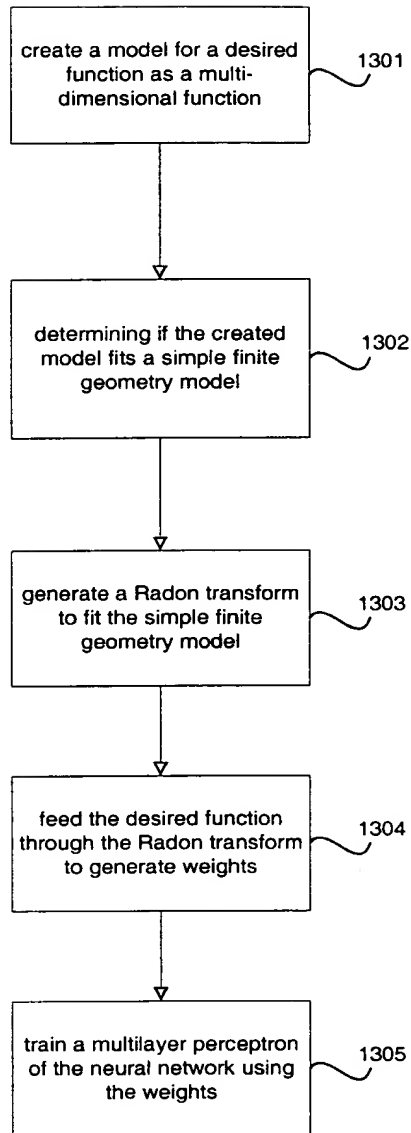 create a model for a desired
function as a multi-
dimensional function
1301
determining if the created
model fits a simple finite
geometry model
1302
generate a Radon transform
to fit the simple finite
geometry model
1303
feed the desired function
through the Radon transform
to generate weights
1304
train a multilayer perceptron
of the neural network using
the weights
1305